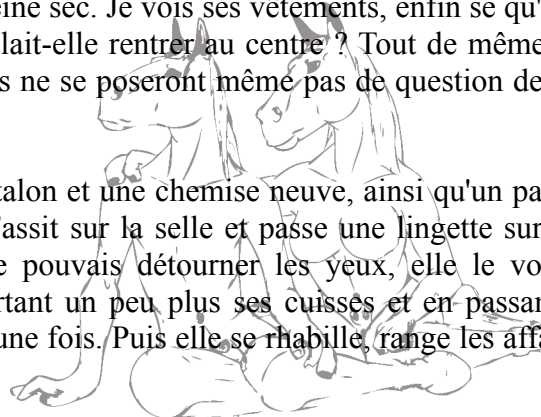 eine sec. Je vois ses vêtements, enfin se qu'
lait-elle rentrer au centre ? Tout de même
s ne se poseront même pas de question de
talon et une chemise neuve, ainsi qu'un pa
'assit sur la selle et passe une lingette sur
e pouvais détourner les yeux, elle le vo
rtant un peu plus ses cuisses et en passan
une fois. Puis elle se rhabille, range les affa